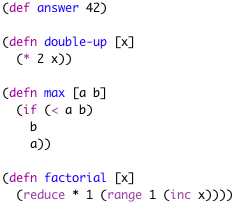 (def answer 42)

(defn double-up [x]
  (* 2 x))

(defn max [a b]
  (if (< a b)
    b
    a))

(defn factorial [x]
  (reduce * 1 (range 1 (inc x))))